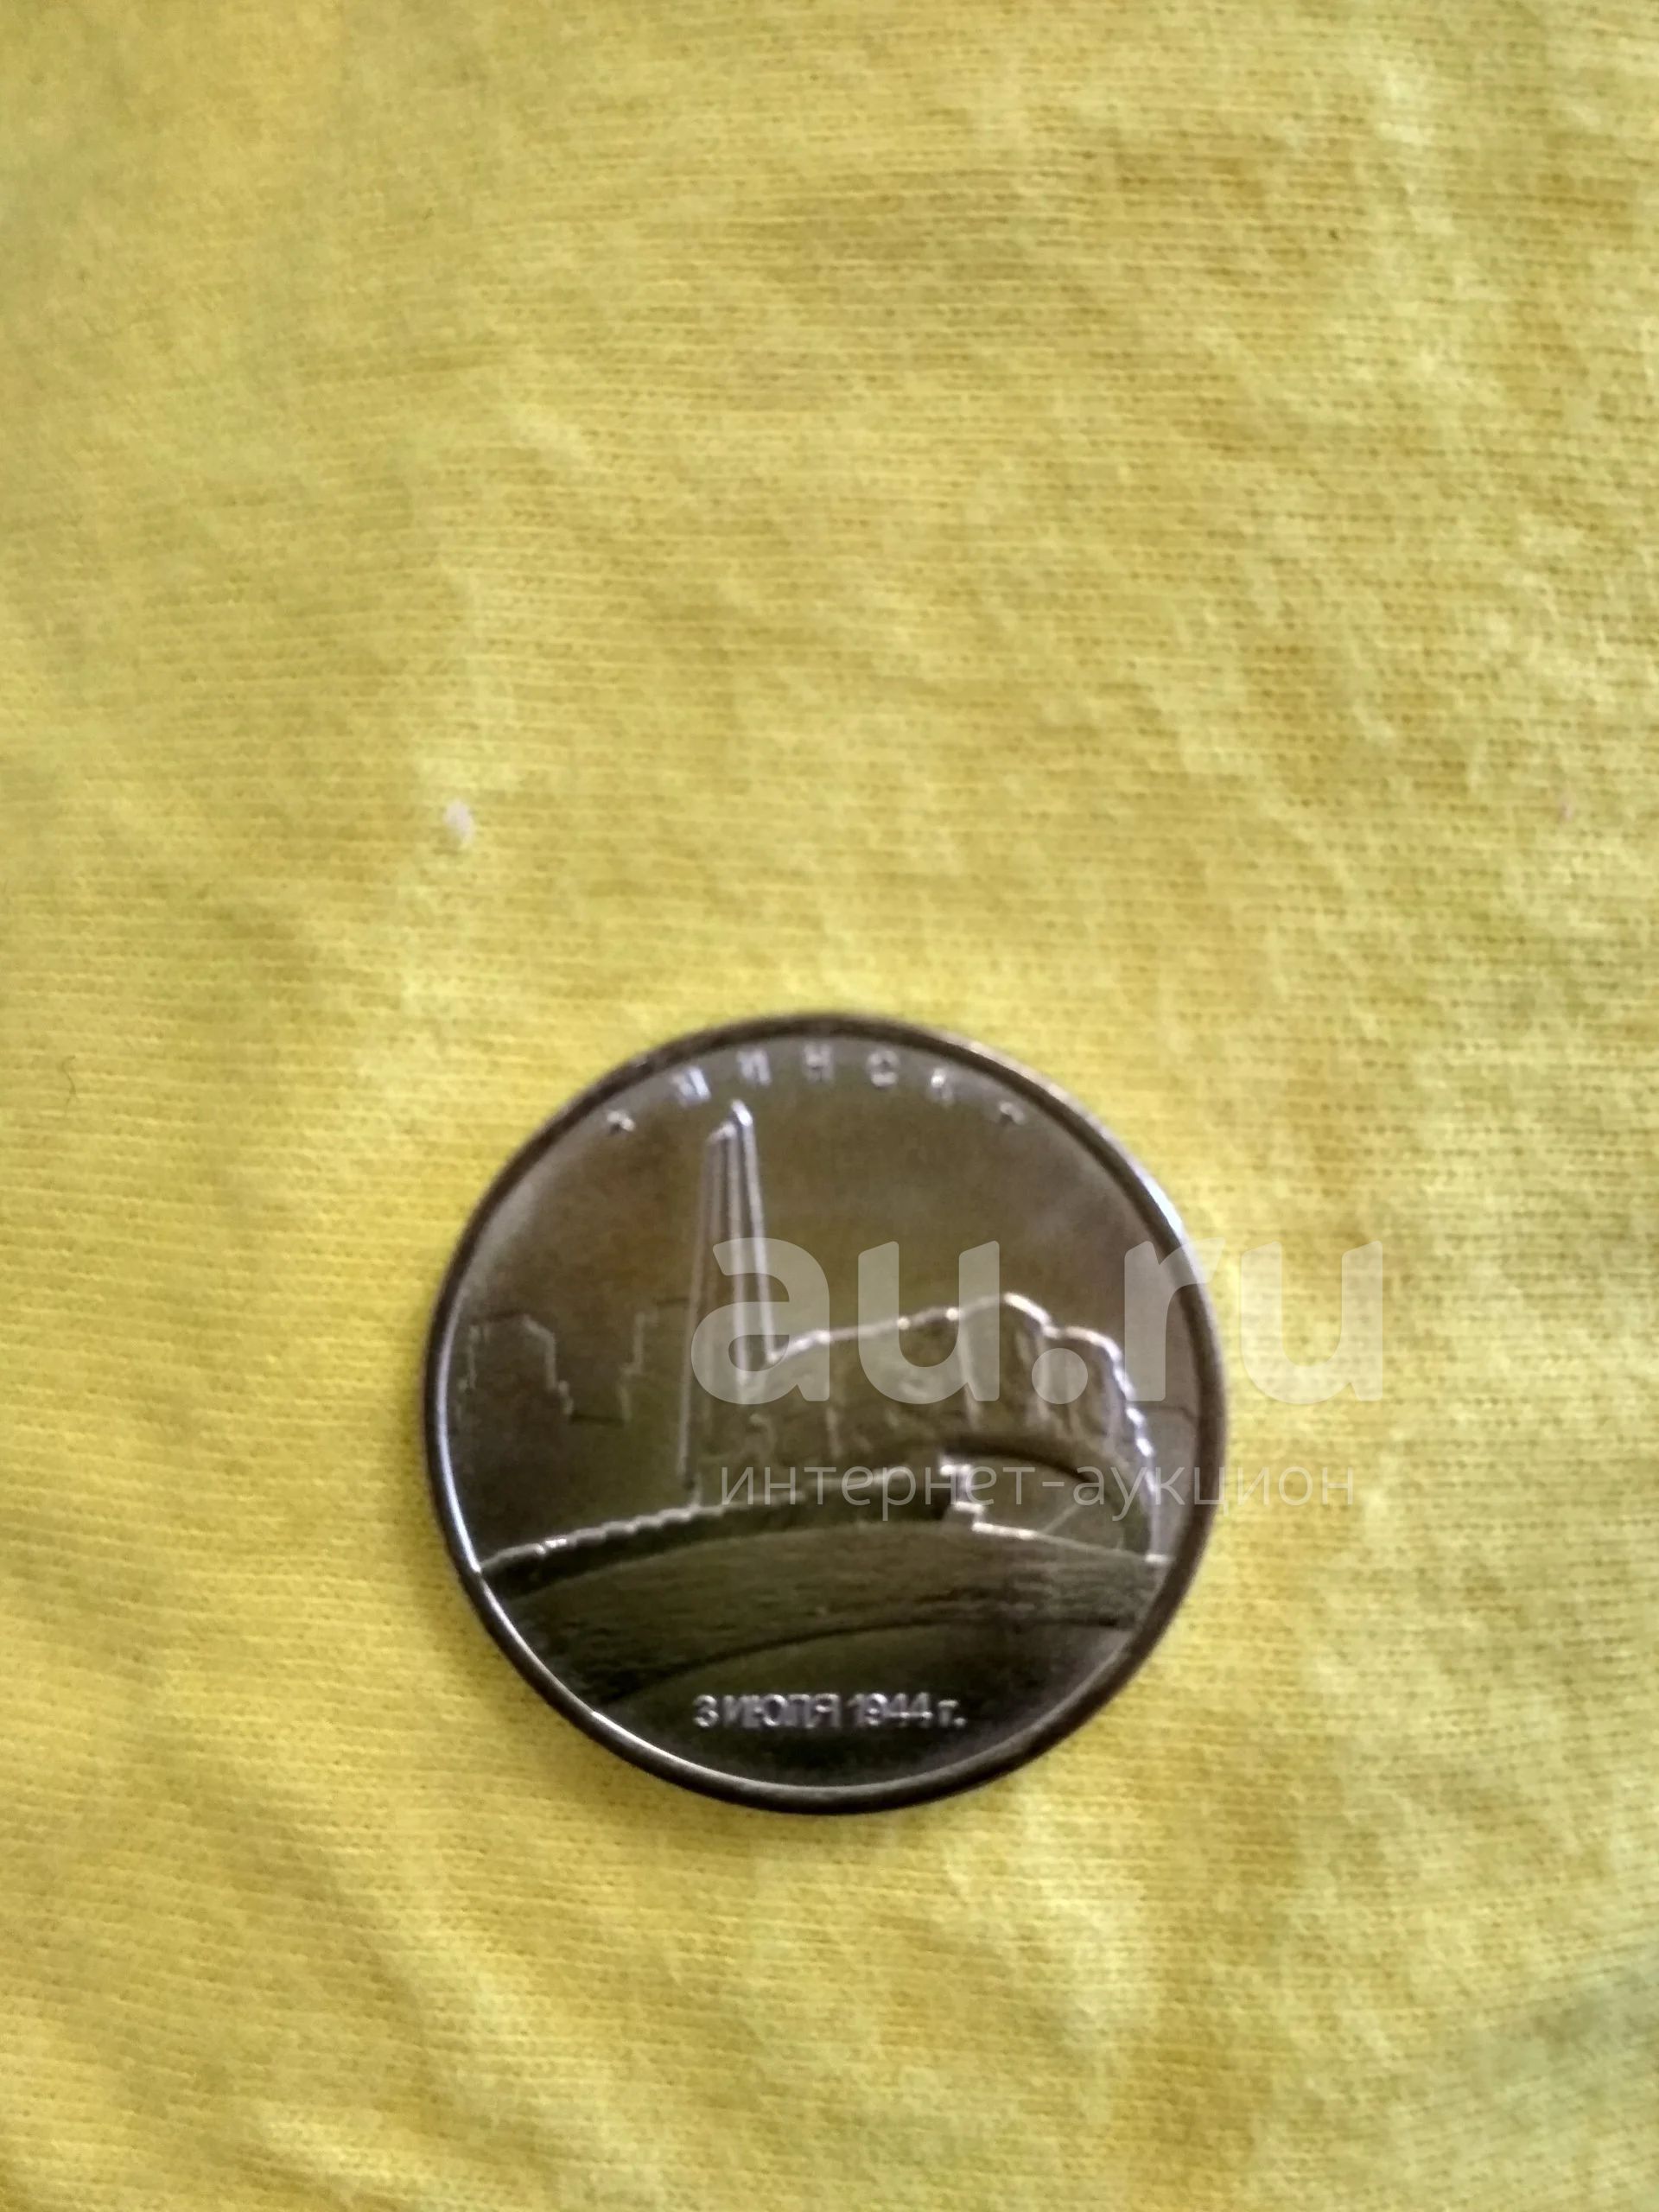 МИНСК
au.ru
интернет-аукцион
3 ИЮЛЯ 1944 г.